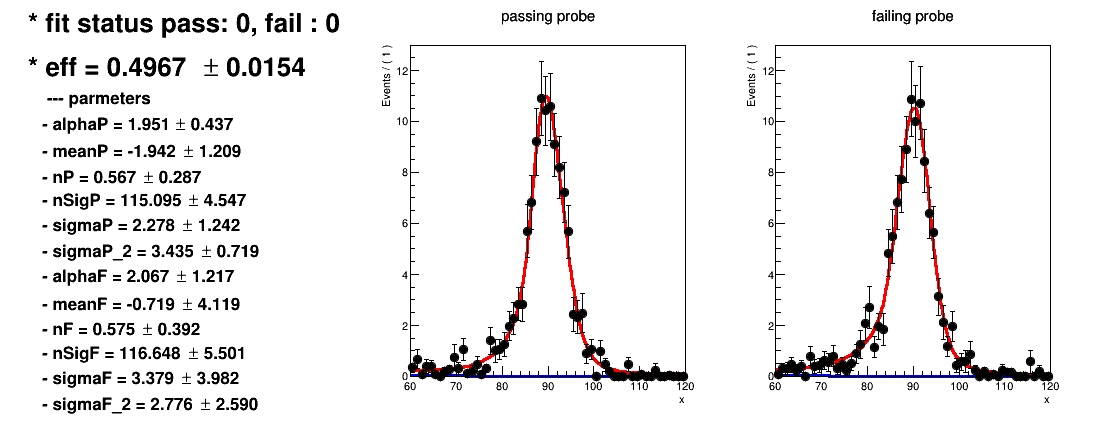 * fit status pass: 0, fail : 0
* eff = 0.4967 ± 0.0154
--- parmeters
- alphaP = 1.951 ± 0.437
- meanP = -1.942 ± 1.209
- nP = 0.567 ± 0.287
- nSigP = 115.095 ± 4.547
- sigmaP = 2.278 ± 1.242
- sigmaP_2 = 3.435 ± 0.719
- alphaF = 2.067 ± 1.217
- meanF = -0.719 ± 4.119
- nF = 0.575 ± 0.392
- nSigF = 116.648 ± 5.501
- sigmaF = 3.379 ± 3.982
- sigmaF_2 = 2.776 ± 2.590
passing probe
Events / ( 1 )
12
10
8
6
4
2
0
60 70 80 90 100 110 120
x
failing probe
Events / ( 1 )
12
10
8
6
4
2
0
60 70 80 90 100 110 120
x